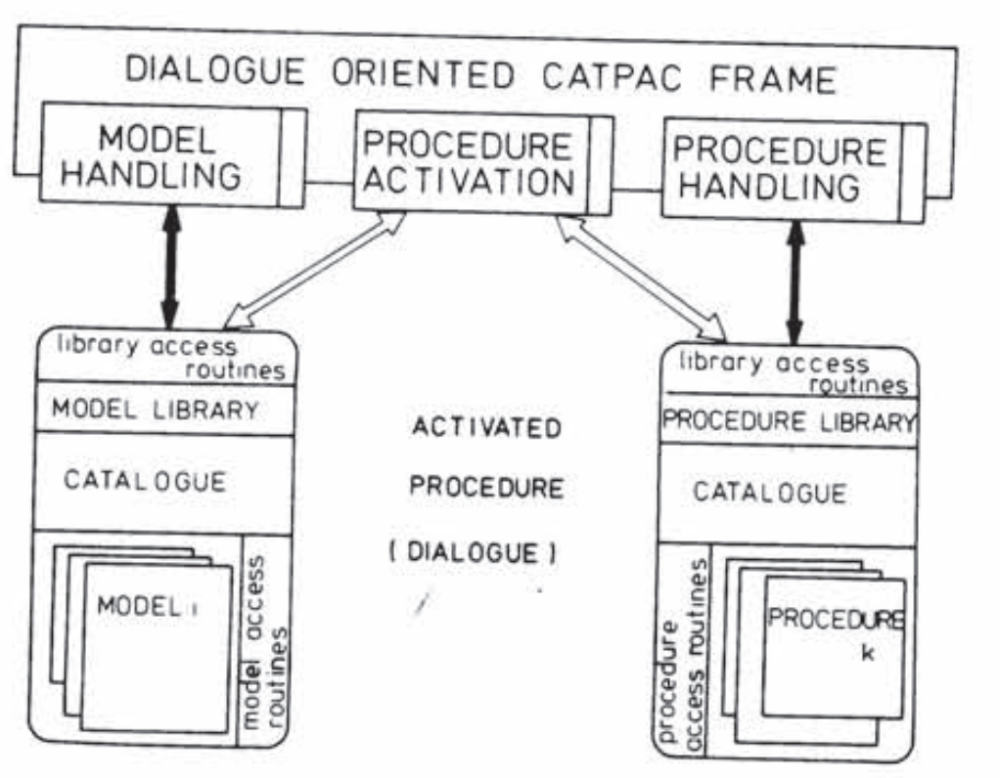 DIALOGUE ORIENTED CATPAC FRAME
MODEL
HANDLING
PROCEDURE
ACTIVATION
PROCEDURE
HANDLING
library access
routines
MODEL LIBRARY
CATALOGUE
MODEL i
model access
routines
ACTIVATED
PROCEDURE
(DIALOGUE)
library access
routines
PROCEDURE LIBRARY
CATALOGUE
procedure
access routines
PROCEDURE
k